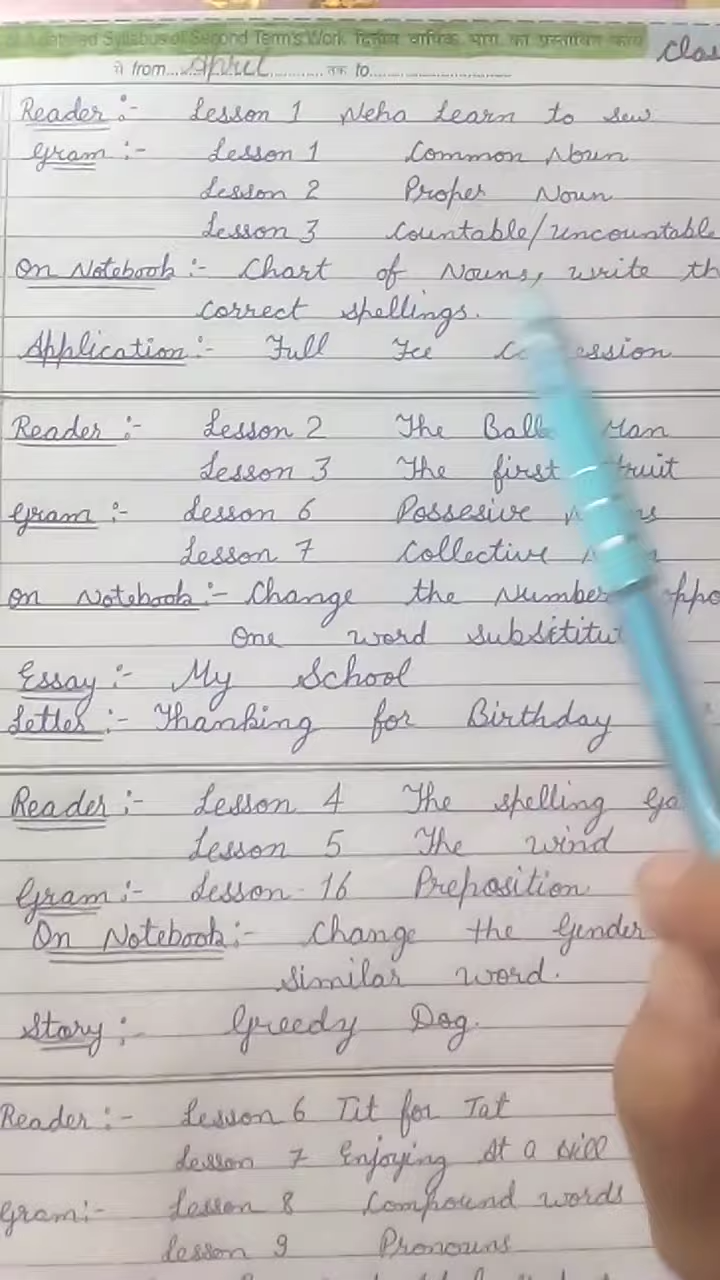 Syllabus of Second Term's Work द्वितीय वार्षिक भाग का प्रस्तावित कार्य
से from....April............तक to................................
Reader :- Lesson 1 Neha Learn to sew
Gram :- Lesson 1 Common Noun
Lesson 2 Proper Noun
Lesson 3 Countable/Uncountable
On Notebook :- Chart of Nouns, write
correct spellings.
Application :- Full Fee
Reader :- Lesson 2 The Man
Lesson 3 The first fruit
Gram :- Lesson 6 Possesive
Lesson 7 Collective
On Notebook :- Change the Number
One word
Essay :- My School
Letter :- Thanking for Birthday
Reader :- Lesson 4 The spelling
Lesson 5 The wind
Gram :- Lesson - 16 Preposition
On Notebook :- Change the Gender
similar word.
Story :- Greedy Dog.
Reader :- Lesson 6 Tit for Tat
Lesson 7 Enjoying At a
Gram :- Lesson 8 Compound words
Lesson 9 Pronouns